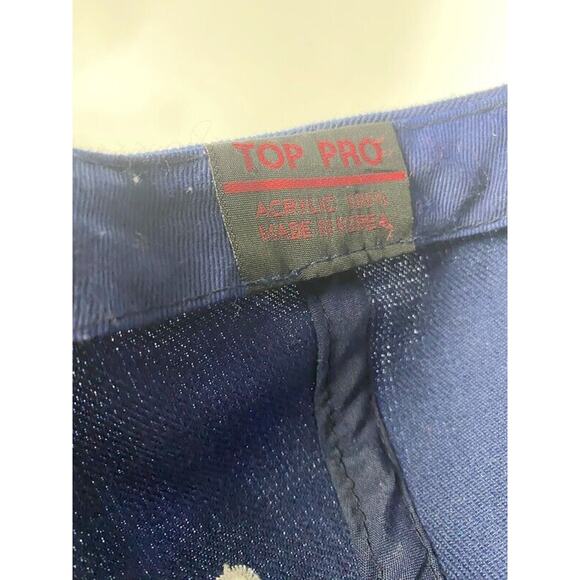 TOP PRO
ACRYLIC 100%
MADE IN KOREA